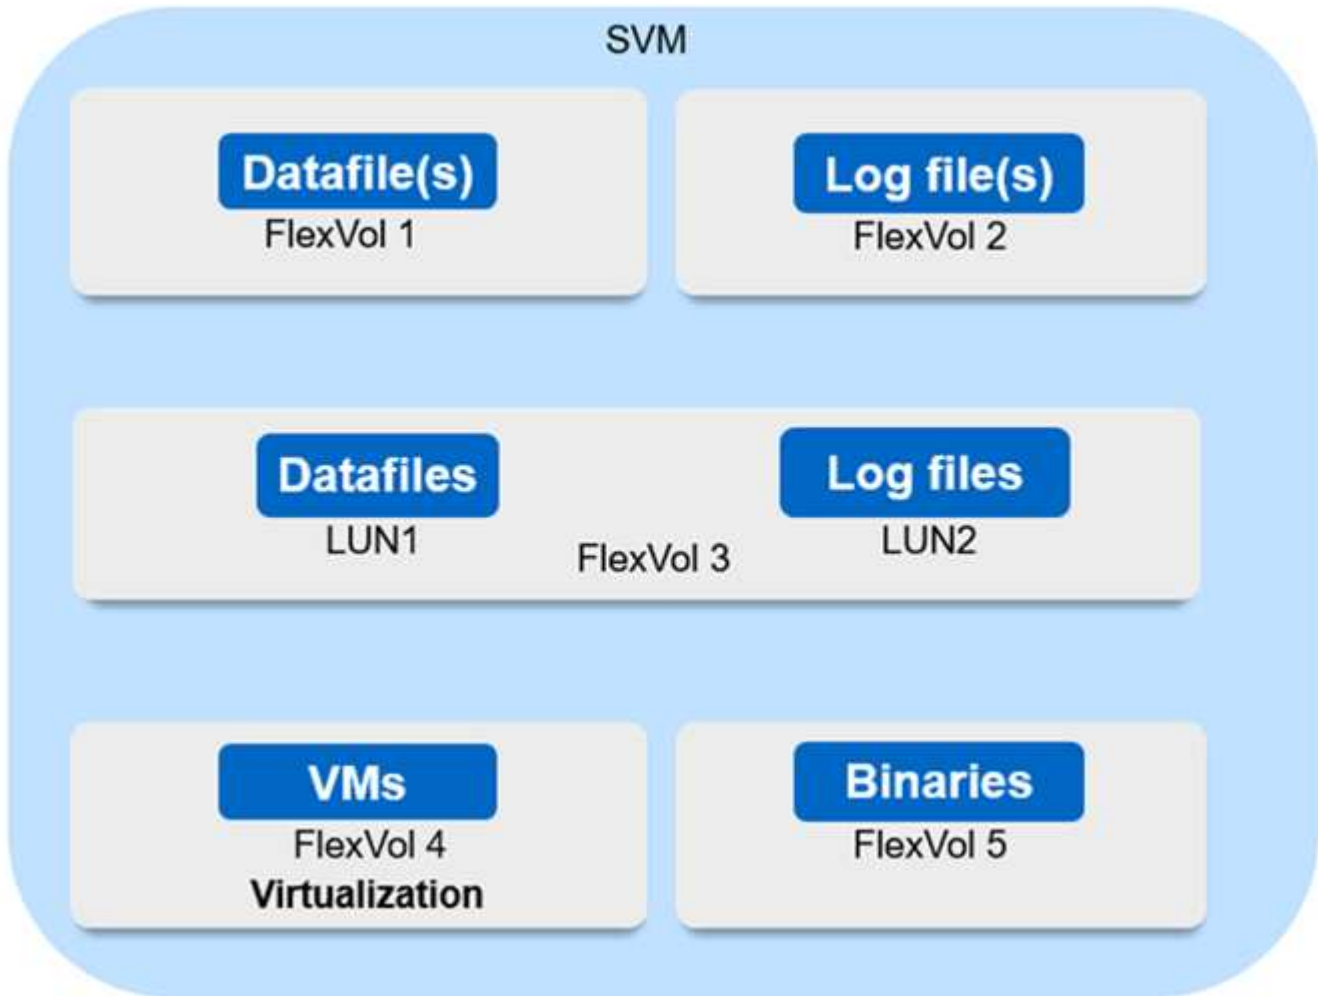 SVM
Datafile(s)
FlexVol 1
Log file(s)
FlexVol 2
Datafiles
LUN1
Log files
LUN2
FlexVol 3
VMs
FlexVol 4
Virtualization
Binaries
FlexVol 5